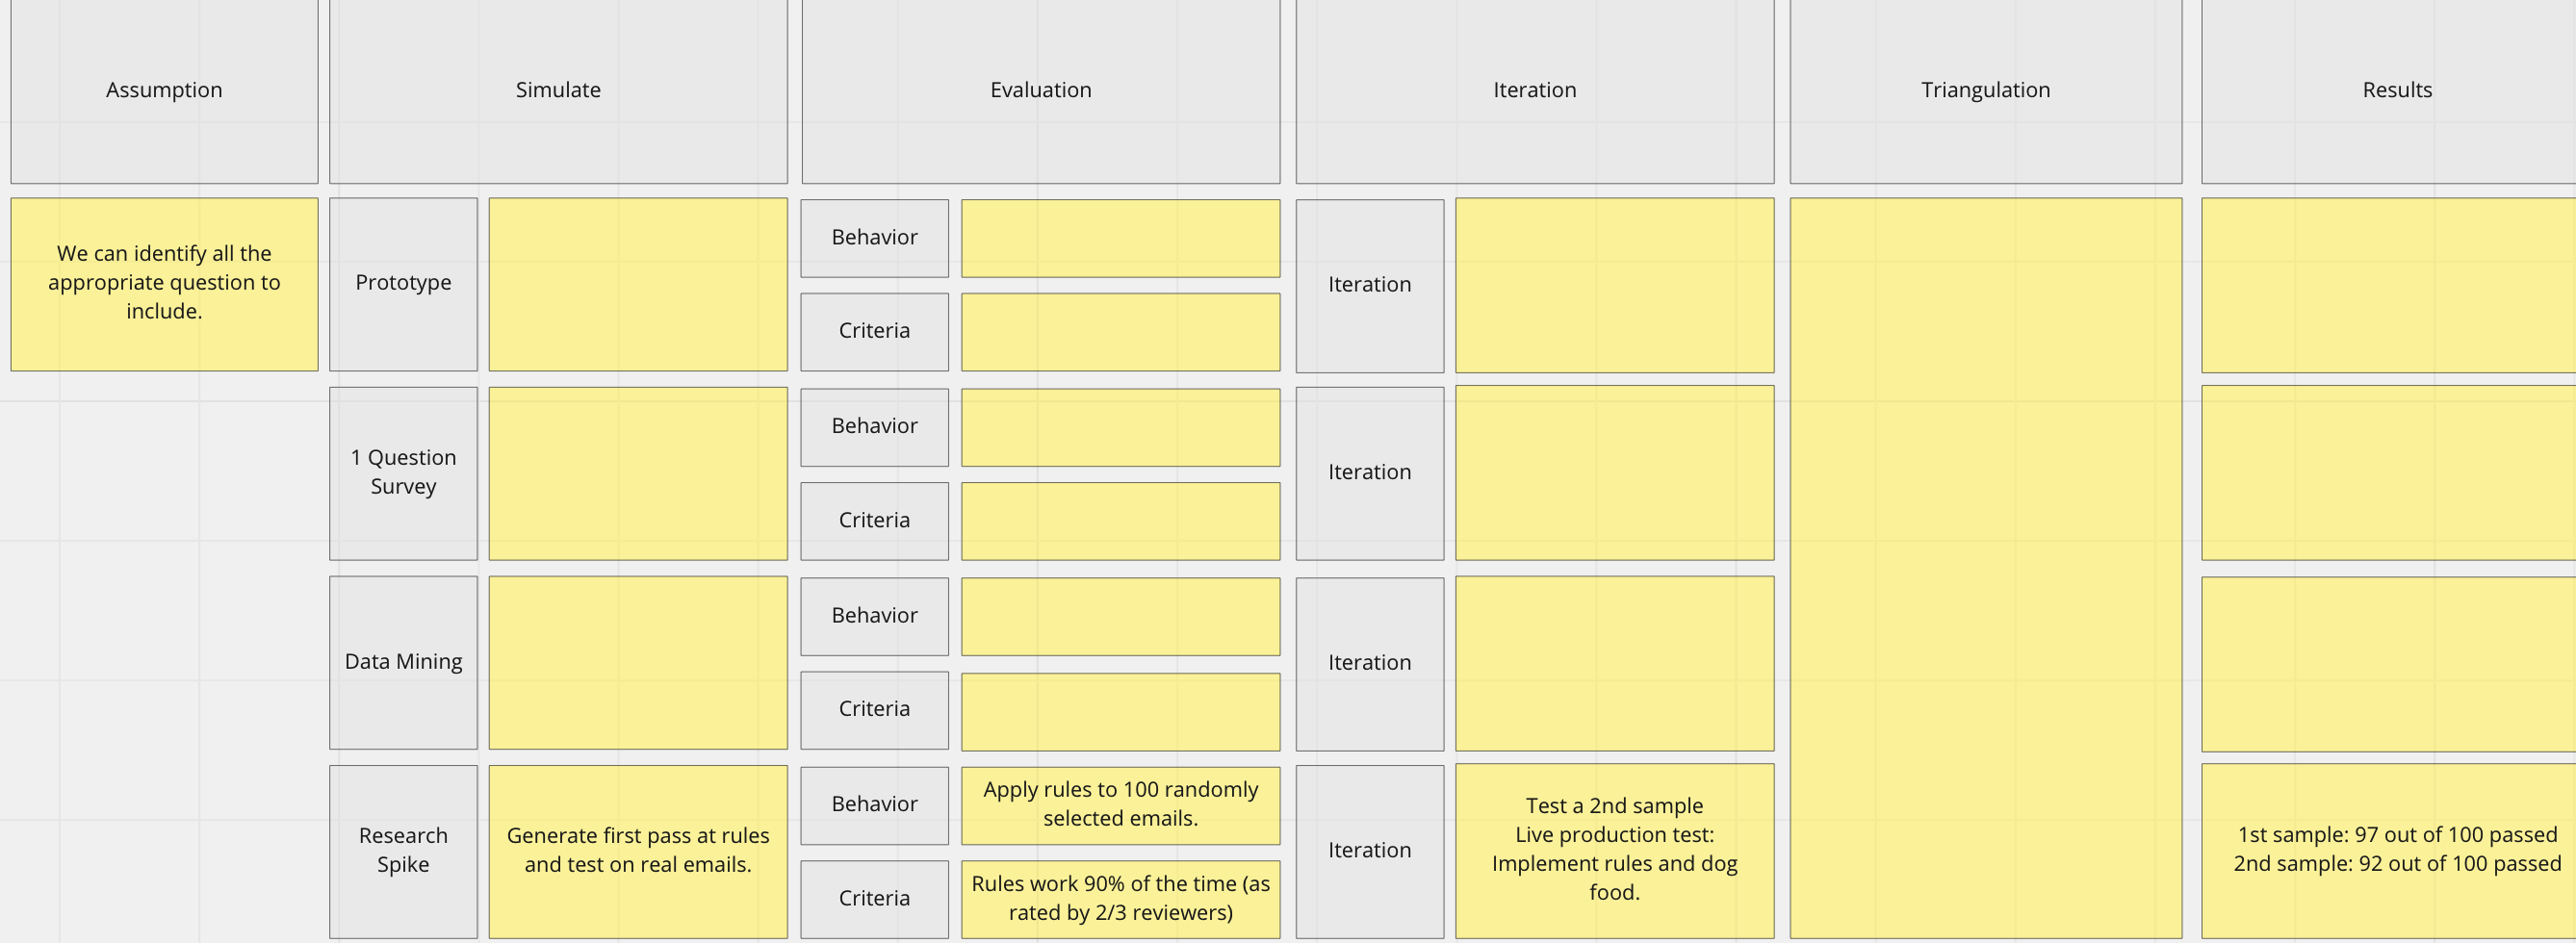 Assumption
Simulate
Evaluation
Iteration
Triangulation
Results
We can identify all the
appropriate question to
include.
Prototype
Behavior
Criteria
Iteration
1 Question
Survey
Behavior
Criteria
Iteration
Data Mining
Behavior
Criteria
Iteration
Research
Spike
Generate first pass at rules
and test on real emails.
Behavior
Apply rules to 100 randomly
selected emails.
Criteria
Rules work 90% of the time (as
rated by 2/3 reviewers)
Iteration
Test a 2nd sample
Live production test:
Implement rules and dog
food.
1st sample: 97 out of 100 passed
2nd sample: 92 out of 100 passed